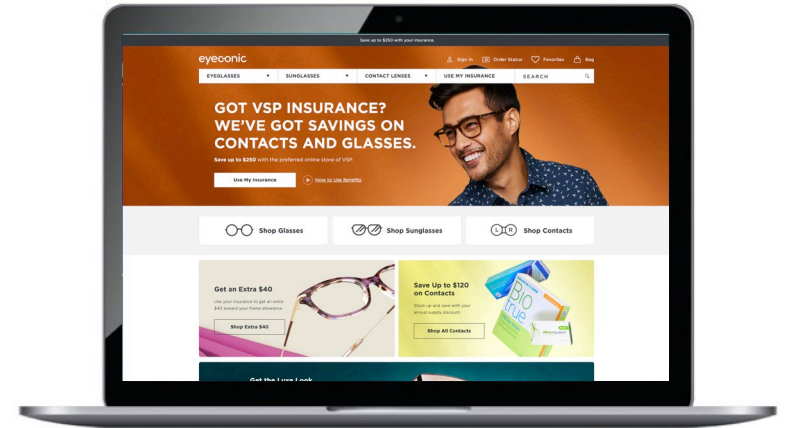 Save up to $250 with your insurance.
eyeconic
Sign In Order Status Favorites Bag
EYEGLASSES SUNGLASSES CONTACT LENSES USE MY INSURANCE SEARCH
GOT VSP INSURANCE?
WE'VE GOT SAVINGS ON
CONTACTS AND GLASSES.
Save up to $250 with the preferred online store of VSP.
Use My Insurance How to Use Benefits
Shop Glasses Shop Sunglasses L R Shop Contacts
Get an Extra $40
Use your insurance to get an extra
$40 toward your home allowance.
Shop Extra $40
Save Up to $120
on Contacts
Stock up and save with your
annual supply discount.
Shop All Contacts
Bio
true
Get the Luxe Look